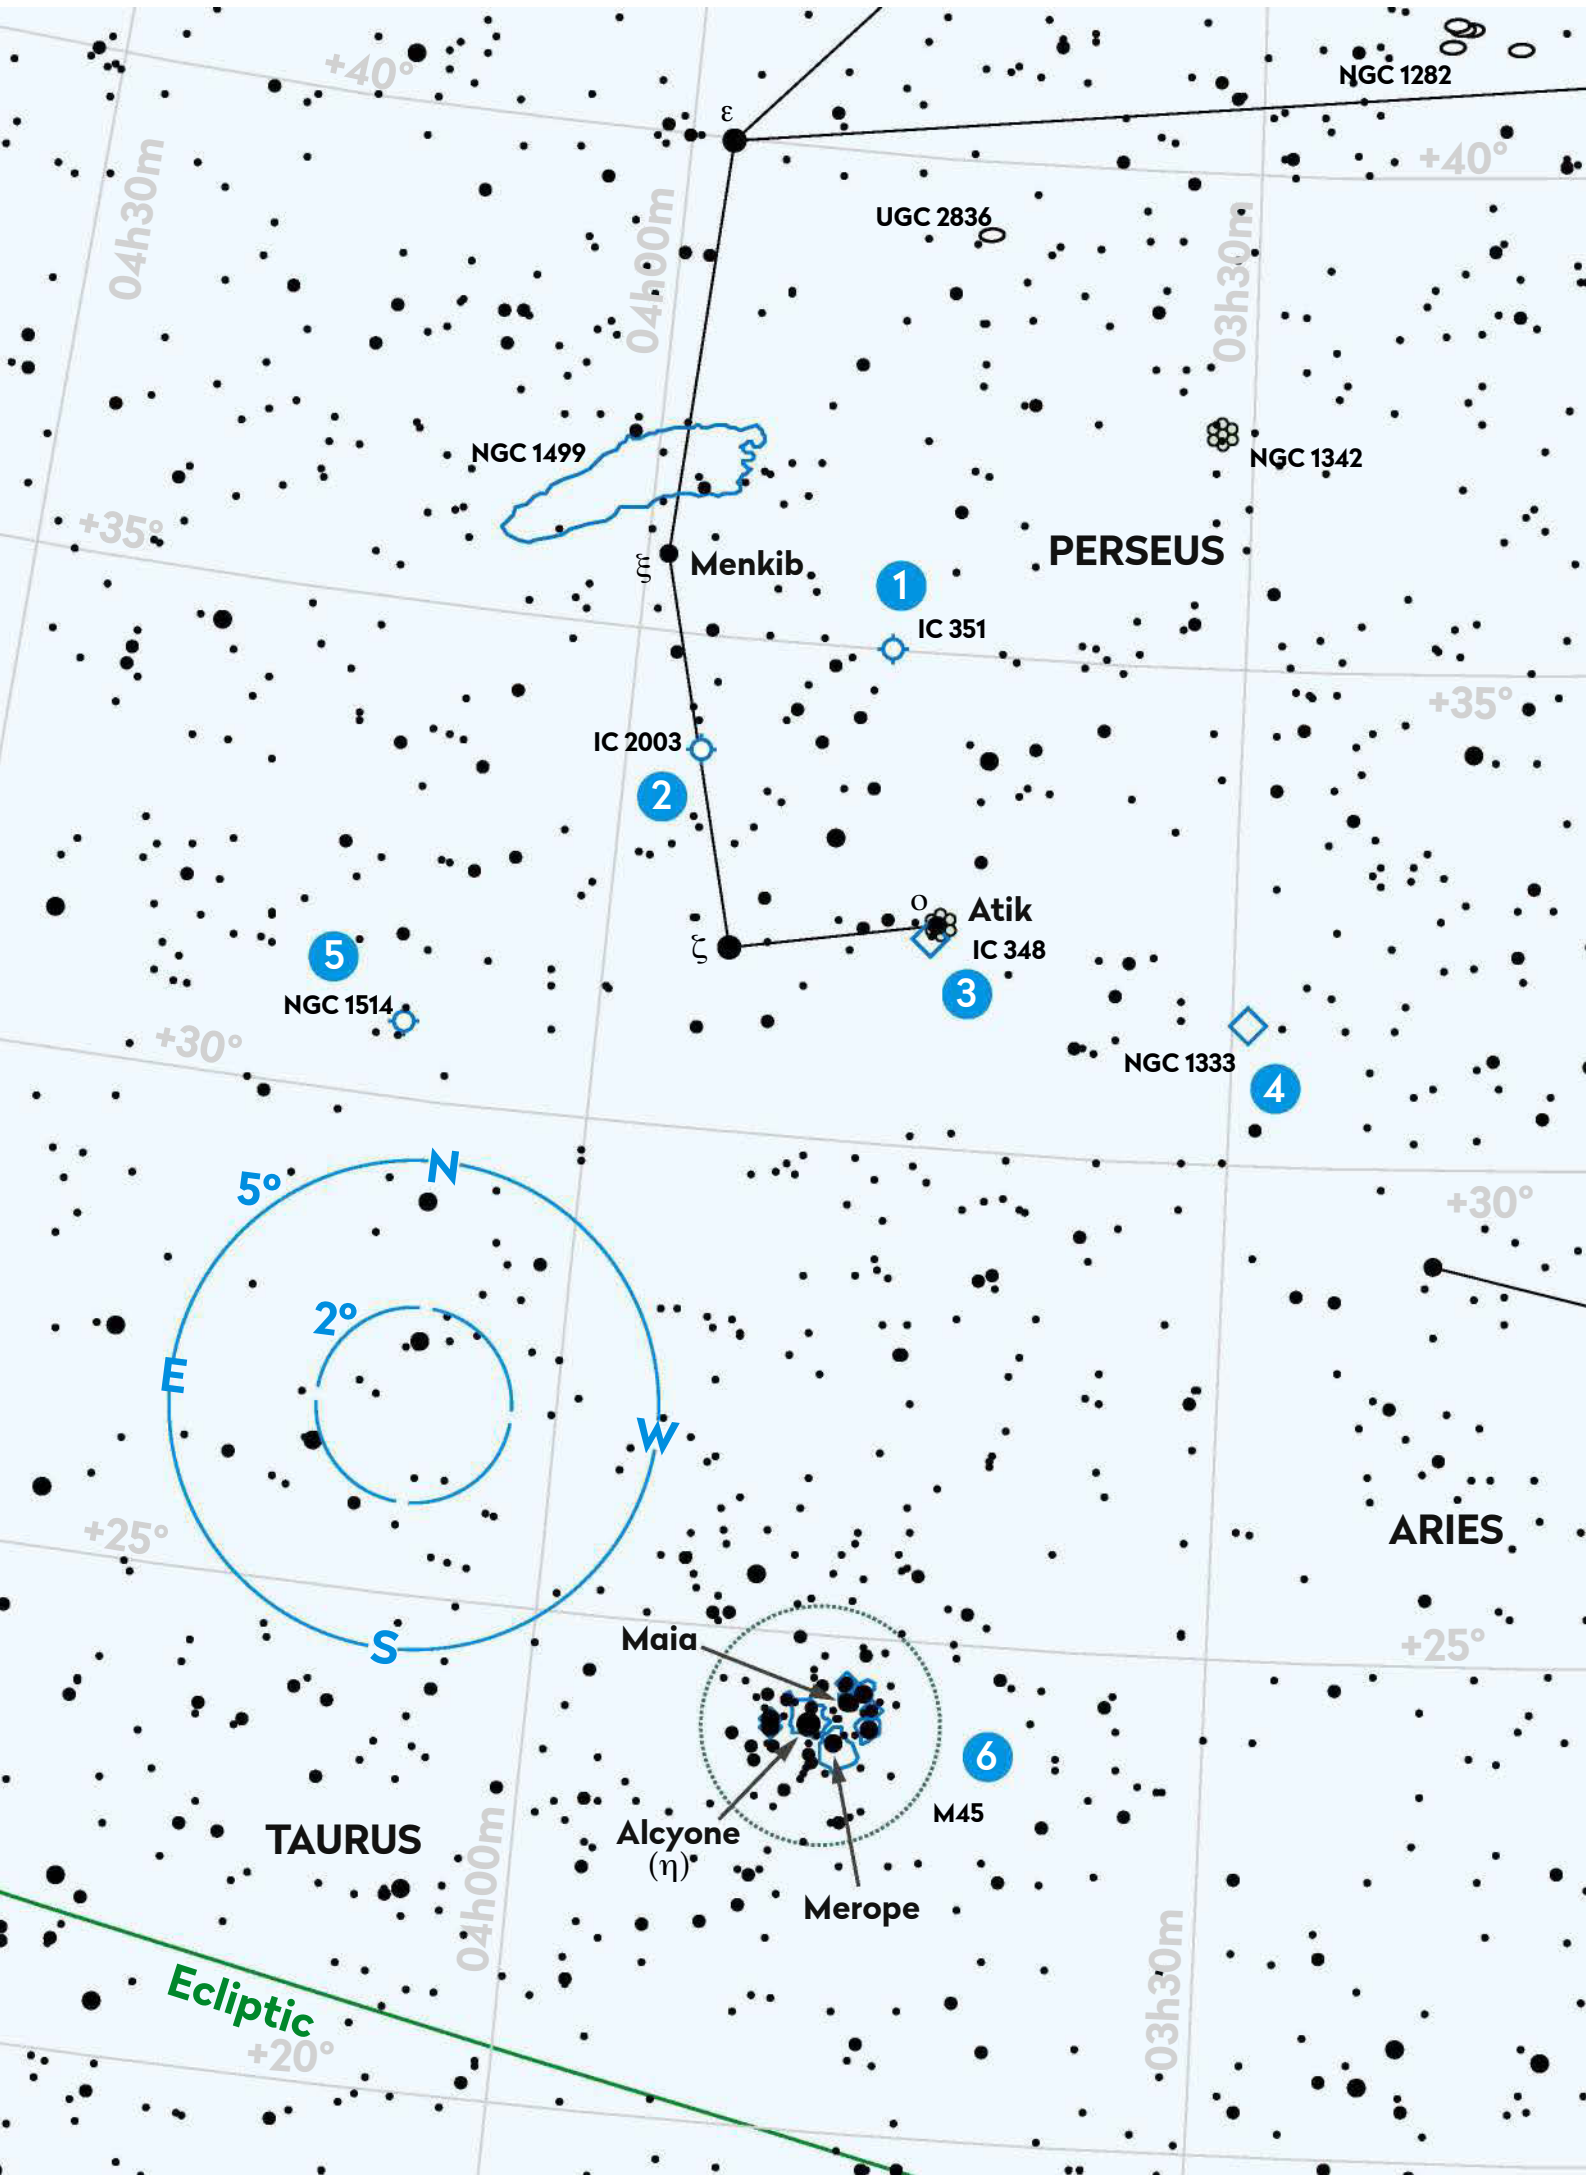 +40°
NGC 1282
ε
+40°
04h30m
04h00m
UGC 2836
03h30m
NGC 1499
NGC 1342
+35°
PERSEUS
ξ
Menkib
1
IC 351
+35°
IC 2003
2
ο
Atik
ζ
IC 348
5
3
NGC 1514
+30°
NGC 1333
4
N
5°
+30°
2°
E
W
+25°
ARIES
S
Maia
+25°
6
M45
TAURUS
Alcyone
(η)
Merope
04h00m
03h30m
Ecliptic
+20°